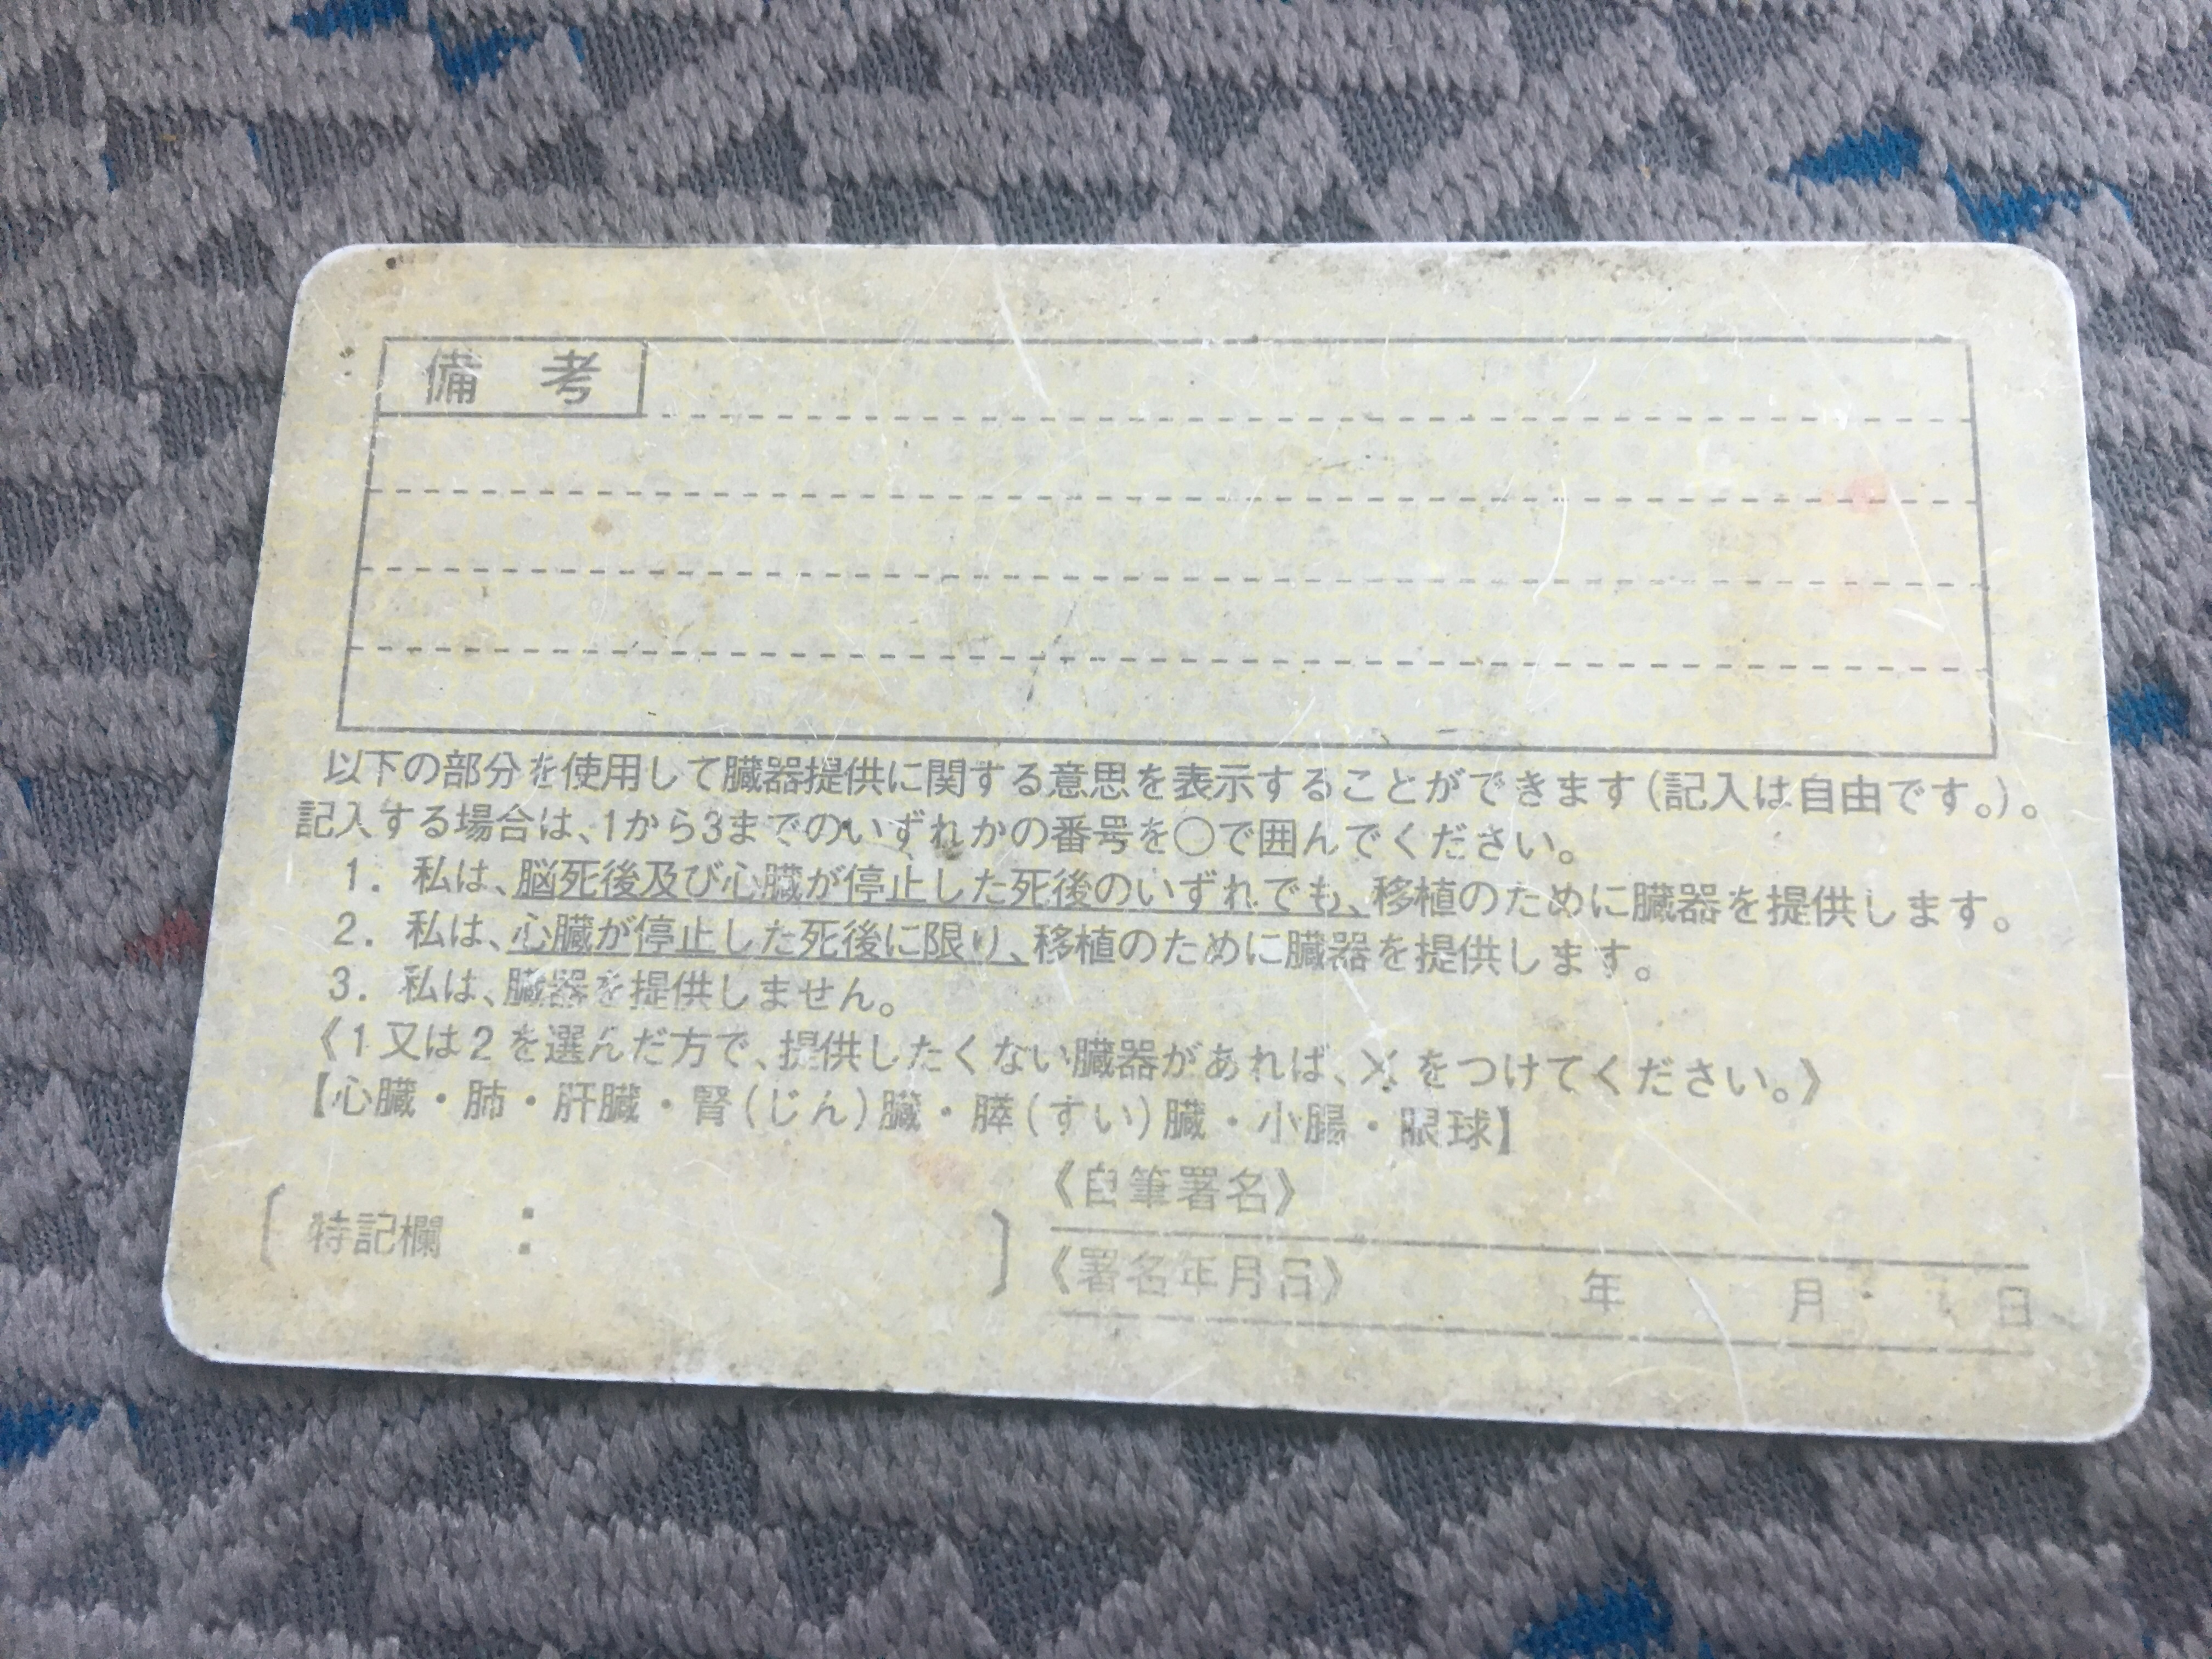 備 考
以下の部分を使用して臓器提供に関する意思を表示することができます(記入は自由です。)。
記入する場合は、1から3までのいずれかの番号を○で囲んでください。
1. 私は、脳死後及び心臓が停止した死後のいずれでも、移植のために臓器を提供します。
2. 私は、心臓が停止した死後に限り、移植のために臓器を提供します。
3. 私は、臓器を提供しません。
《1又は2を選んだ方で、提供したくない臓器があれば、×をつけてください。》
【心臓・肺・肝臓・腎(じん)臓・膵(すい)臓・小腸・眼球】
〔特記欄 : 〕
《自筆署名》
《署名年月日》 年 月 日